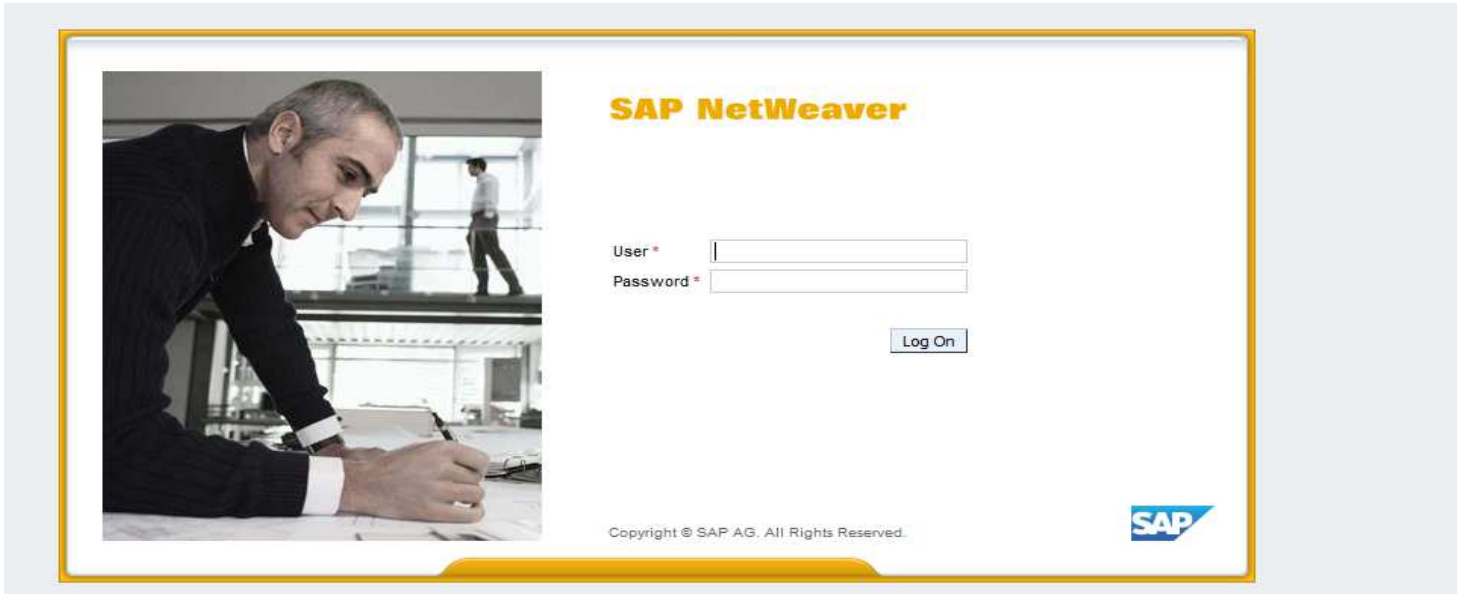 SAP NetWeaver
User *
Password *
Log On
Copyright © SAP AG. All Rights Reserved.
SAP